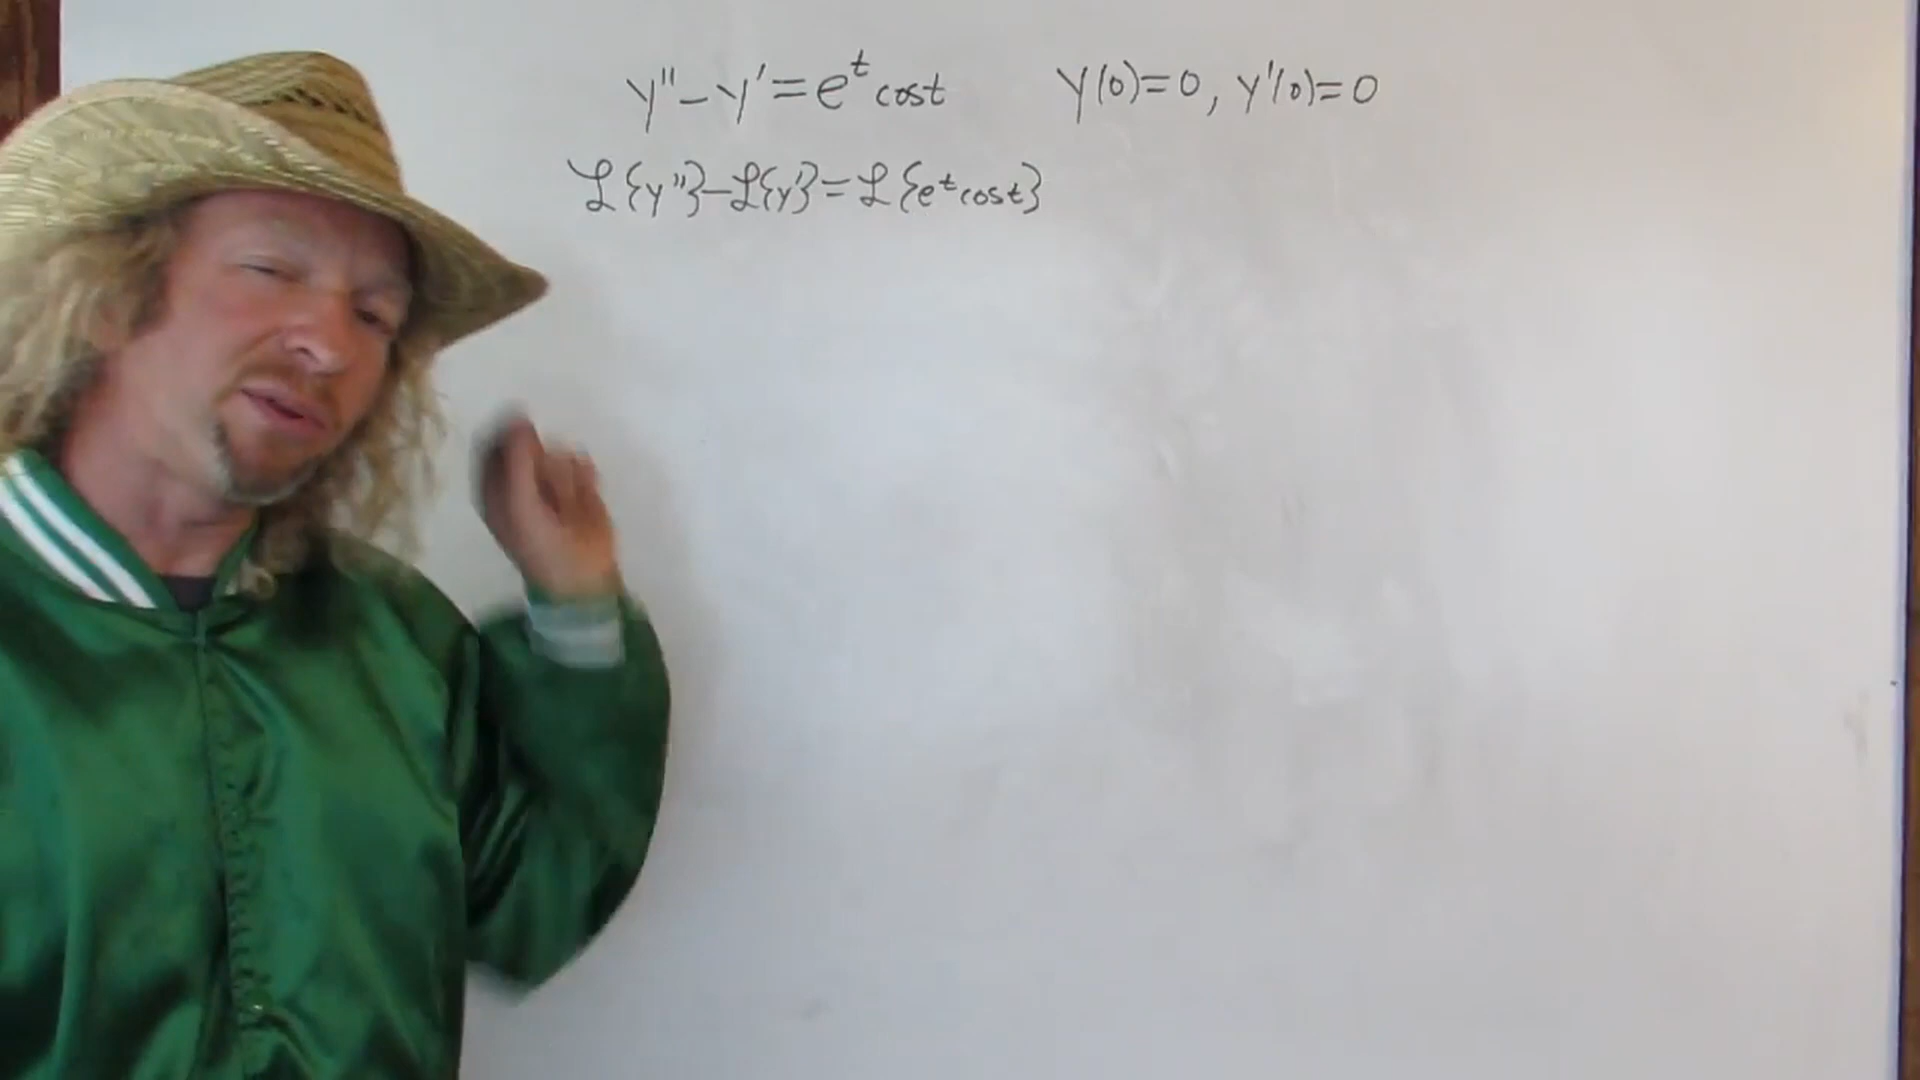 y'' - y' = e^t cost y(0)=0, y'(0)=0
ℒ{y''} - ℒ{y'} = ℒ{e^t cost}